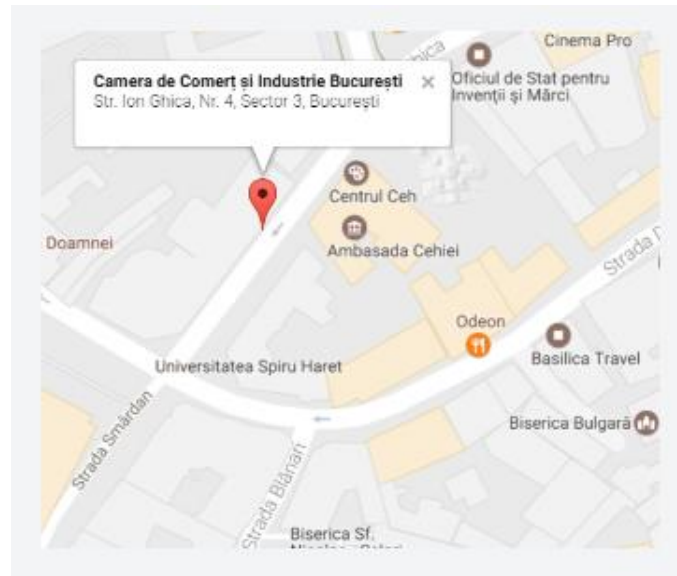 Cinema Pro
Ghica
Camera de Comerț și Industrie București
Str. Ion Ghica, Nr. 4, Sector 3, București
Oficiul de Stat pentru
Invenții și Mărci
Centrul Ceh
Doamnei
Ambasada Cehiei
Strada D
Odeon
Universitatea Spiru Haret
Basilica Travel
Strada Smârdan
Biserica Bulgară
Strada Blănari
Biserica Sf.